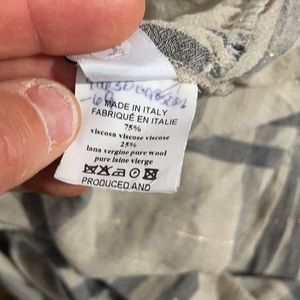 MADE IN ITALY
FABRIQUÉ EN ITALIE
75%
viscosa viscose viscose
25%
lana vergine pure wool
pure laine vierge
PRODUCED AND